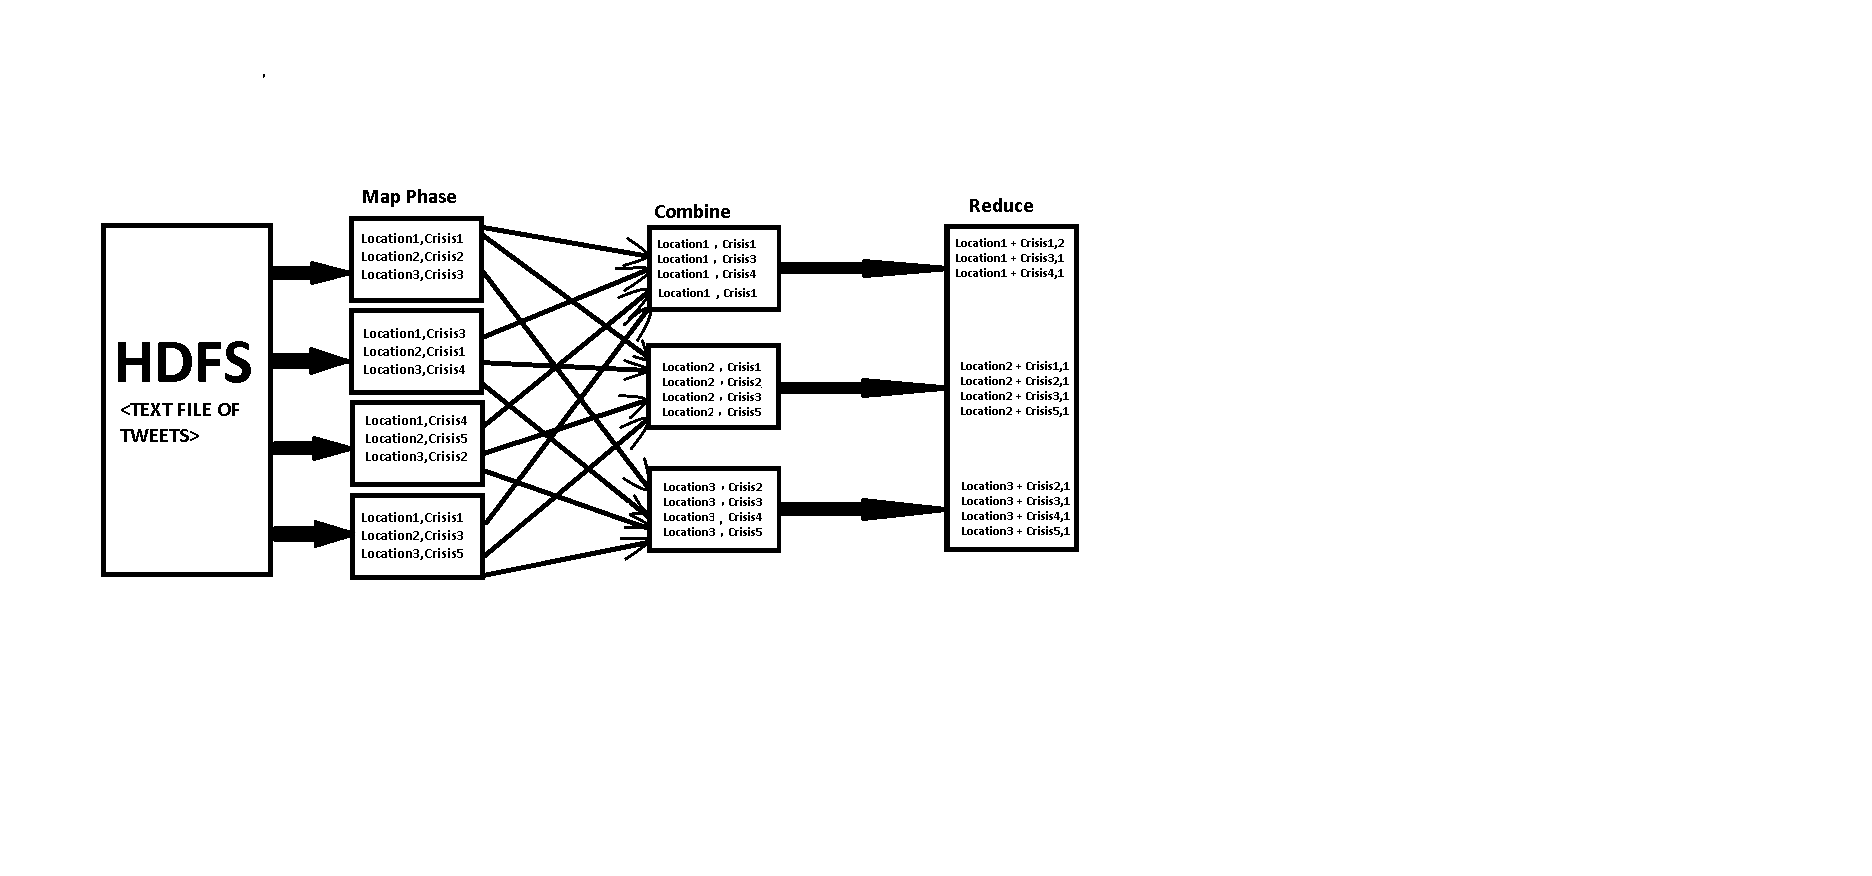 Map Phase
Combine
Reduce
HDFS
<TEXT FILE OF
TWEETS>
Location1,Crisis1
Location2,Crisis2
Location3,Crisis3
Location1,Crisis3
Location2,Crisis1
Location3,Crisis4
Location1,Crisis4
Location2,Crisis5
Location3,Crisis2
Location1,Crisis1
Location2,Crisis3
Location3,Crisis5
Location1 , Crisis1
Location1 , Crisis3
Location1 , Crisis4
Location1 , Crisis1
Location2 , Crisis1
Location2 , Crisis2
Location2 , Crisis3
Location2 , Crisis5
Location3 , Crisis2
Location3 , Crisis3
Location3 , Crisis4
Location3 , Crisis5
Location1 + Crisis1,2
Location1 + Crisis3,1
Location1 + Crisis4,1
Location2 + Crisis1,1
Location2 + Crisis2,1
Location2 + Crisis3,1
Location2 + Crisis5,1
Location3 + Crisis2,1
Location3 + Crisis3,1
Location3 + Crisis4,1
Location3 + Crisis5,1